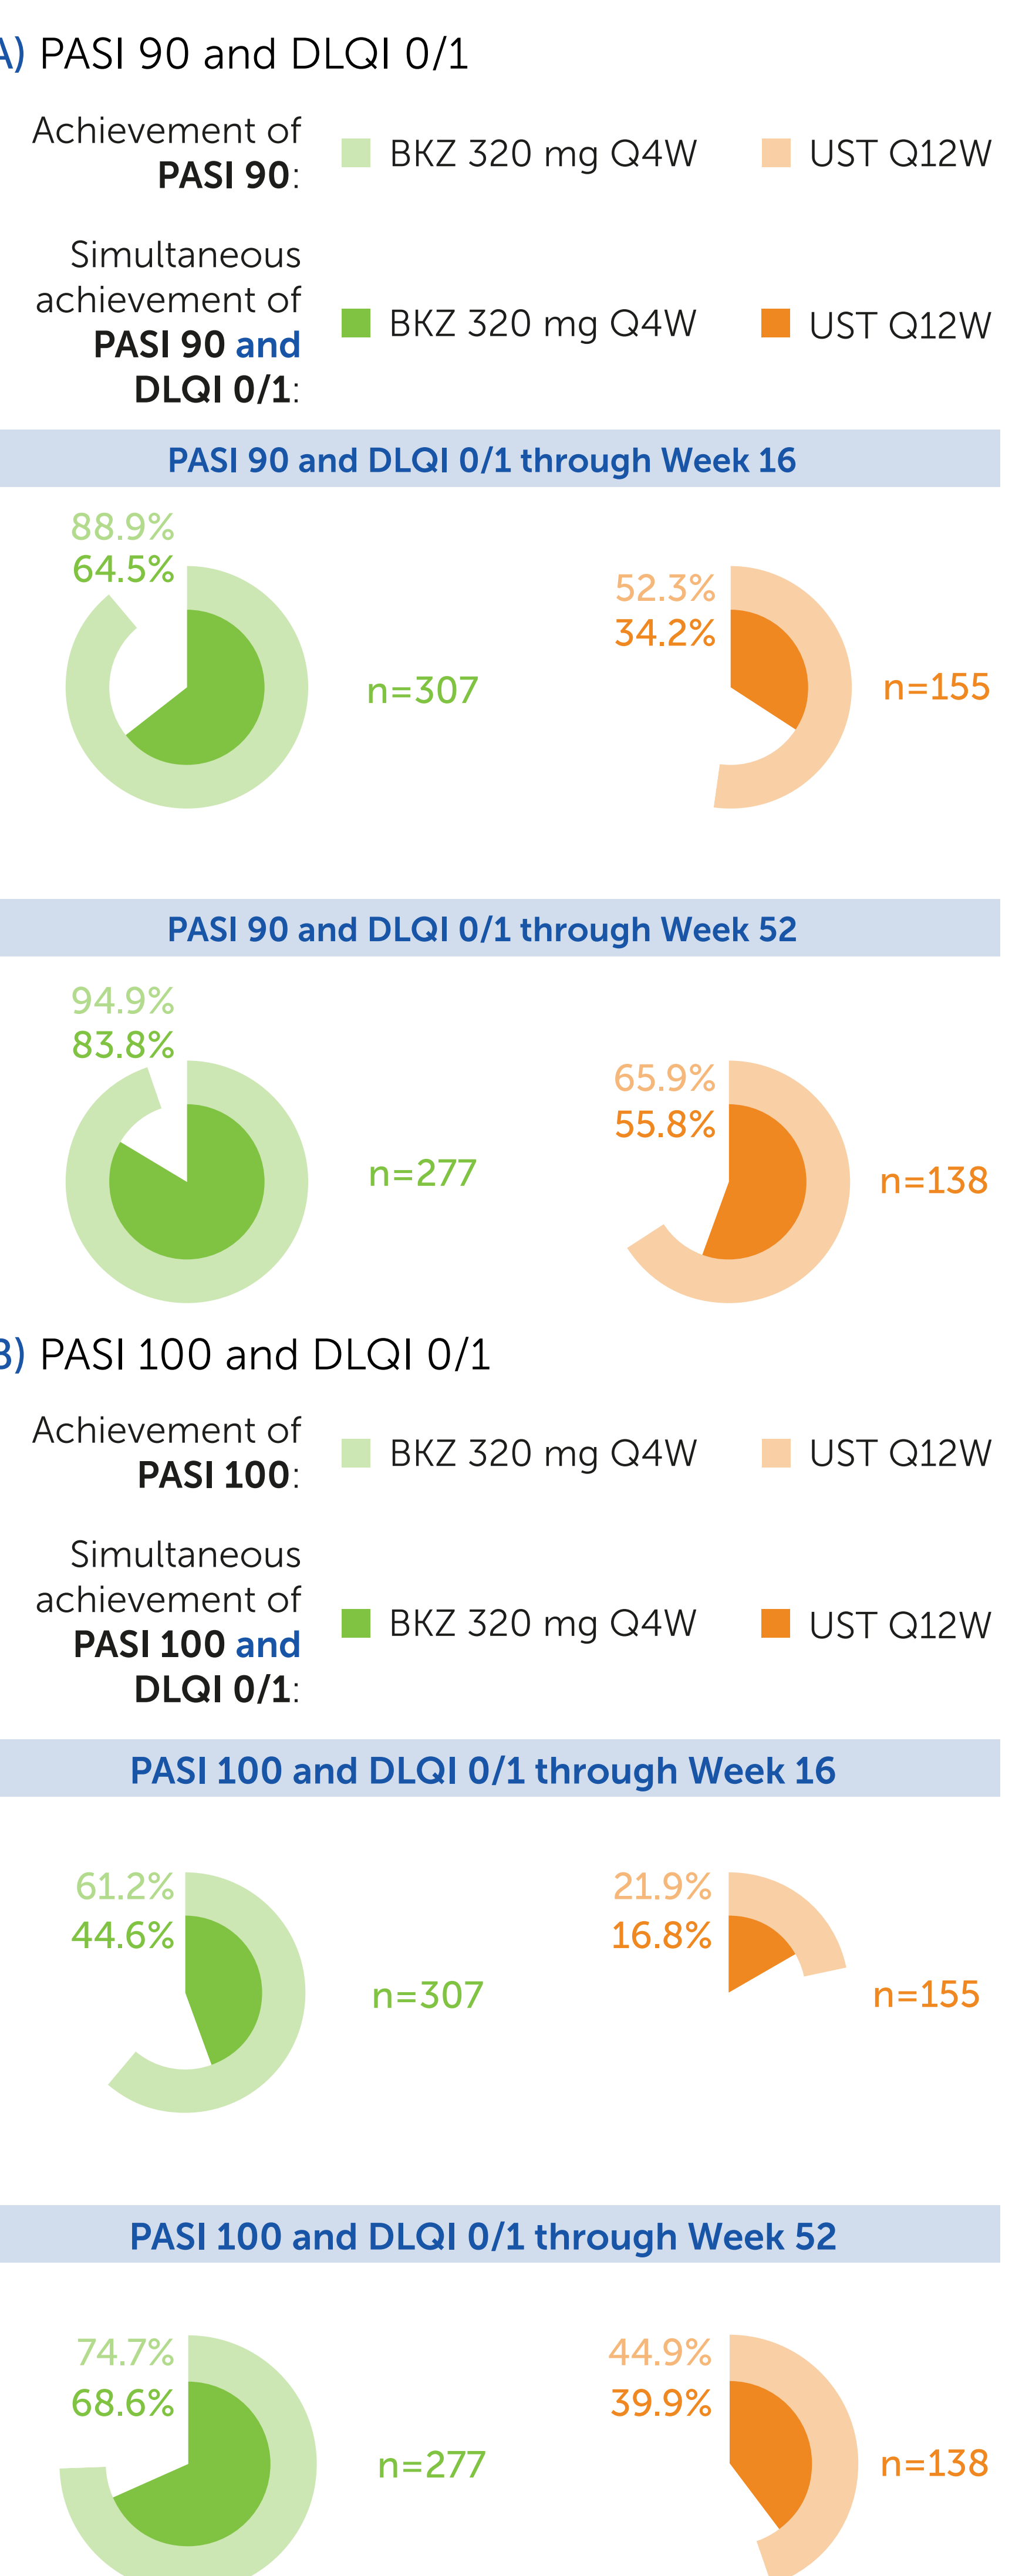 A) PASI 90 and DLQI 0/1
Achievement of
PASI 90:
BKZ 320 mg Q4W
UST Q12W
Simultaneous
achievement of
PASI 90 and
DLQI 0/1:
BKZ 320 mg Q4W
UST Q12W
PASI 90 and DLQI 0/1 through Week 16
88.9%
64.5%
n=307
52.3%
34.2%
n=155
PASI 90 and DLQI 0/1 through Week 52
94.9%
83.8%
n=277
65.9%
55.8%
n=138
B) PASI 100 and DLQI 0/1
Achievement of
PASI 100:
BKZ 320 mg Q4W
UST Q12W
Simultaneous
achievement of
PASI 100 and
DLQI 0/1:
BKZ 320 mg Q4W
UST Q12W
PASI 100 and DLQI 0/1 through Week 16
61.2%
44.6%
n=307
21.9%
16.8%
n=155
PASI 100 and DLQI 0/1 through Week 52
74.7%
68.6%
n=277
44.9%
39.9%
n=138